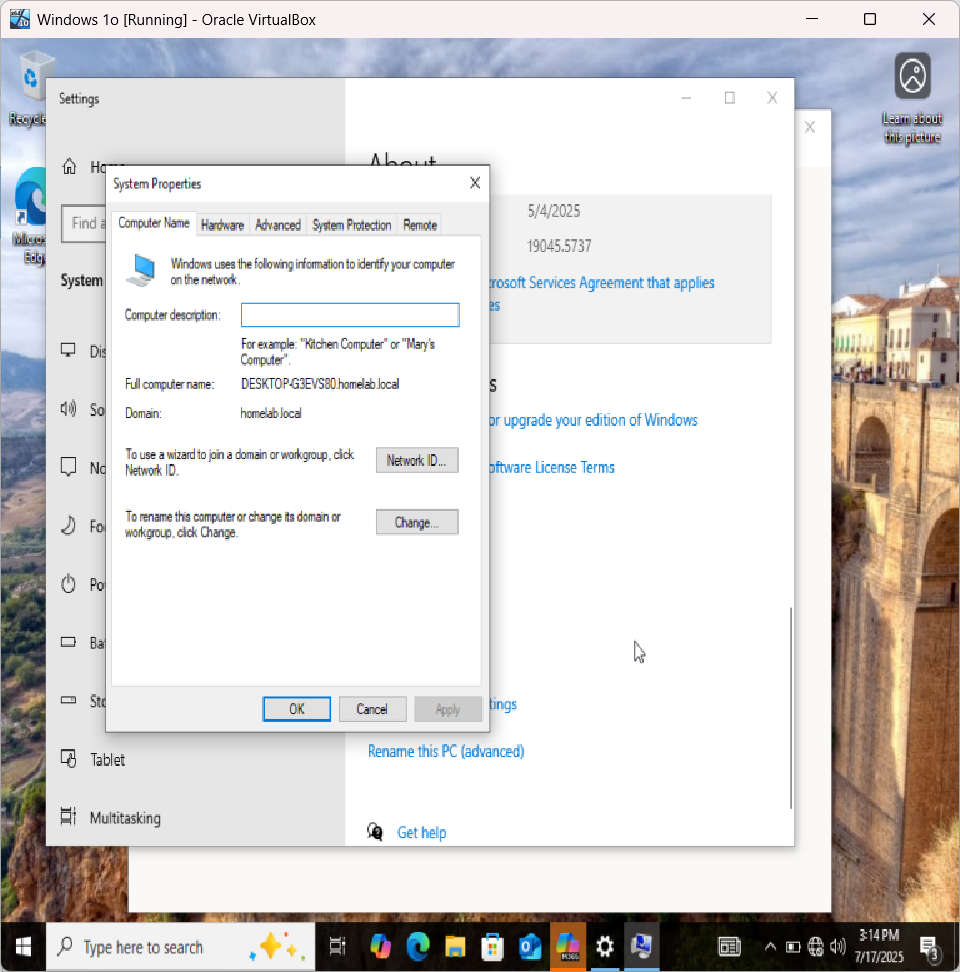 Windows 1o [Running] - Oracle VirtualBox
Recycle
Learn about
this picture
Micros
Edge
Settings
Home
Find a
System
Dis
So
No
Fo
Po
Ba
Sto
Tablet
Multitasking
About
5/4/2025
19045.5737
crosoft Services Agreement that applies
es
s
or upgrade your edition of Windows
oftware License Terms
tings
Rename this PC (advanced)
Get help
System Properties
Computer Name
Hardware
Advanced
System Protection
Remote
Windows uses the following information to identify your computer
on the network.
Computer description:
For example: "Kitchen Computer" or "Mary's
Computer".
Full computer name:
DESKTOP-G3EVS80.homelab.local
Domain:
homelab.local
To use a wizard to join a domain or workgroup, click
Network ID.
Network ID...
To rename this computer or change its domain or
workgroup, click Change.
Change...
OK
Cancel
Apply
Type here to search
M365
3:14 PM
7/17/2025
3